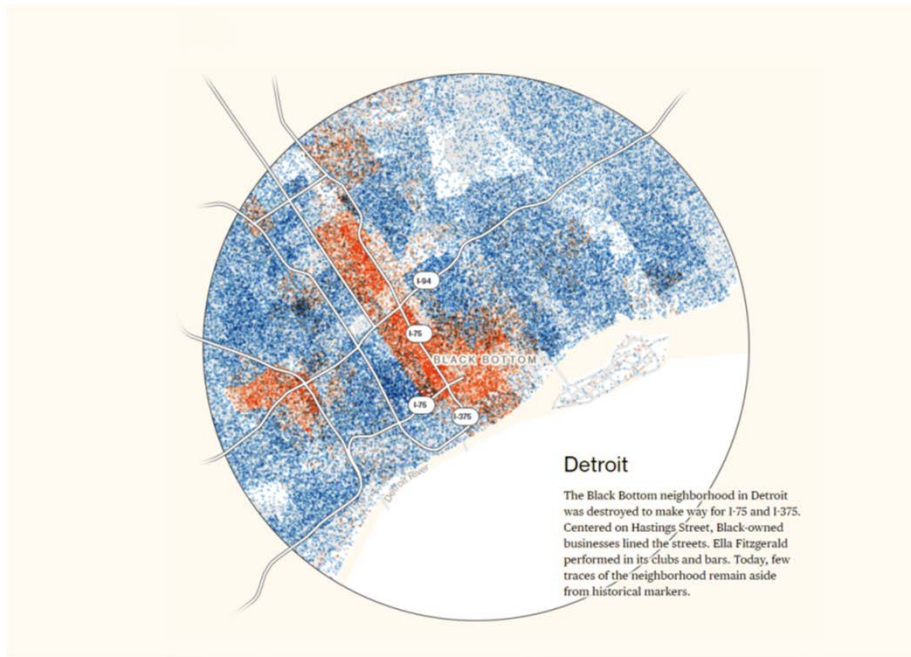 I-94
I-75
BLACK BOTTOM
I-75
I-375
Detroit River
Detroit
The Black Bottom neighborhood in Detroit
was destroyed to make way for I-75 and I-375.
Centered on Hastings Street, Black-owned
businesses lined the streets. Ella Fitzgerald
performed in its clubs and bars. Today, few
traces of the neighborhood remain aside
from historical markers.